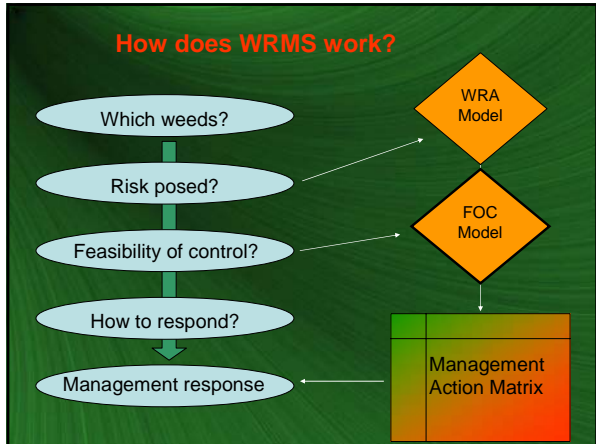 How does WRMS work?
Which weeds?
Risk posed?
Feasibility of control?
How to respond?
Management response
WRA
Model
FOC
Model
Management
Action Matrix